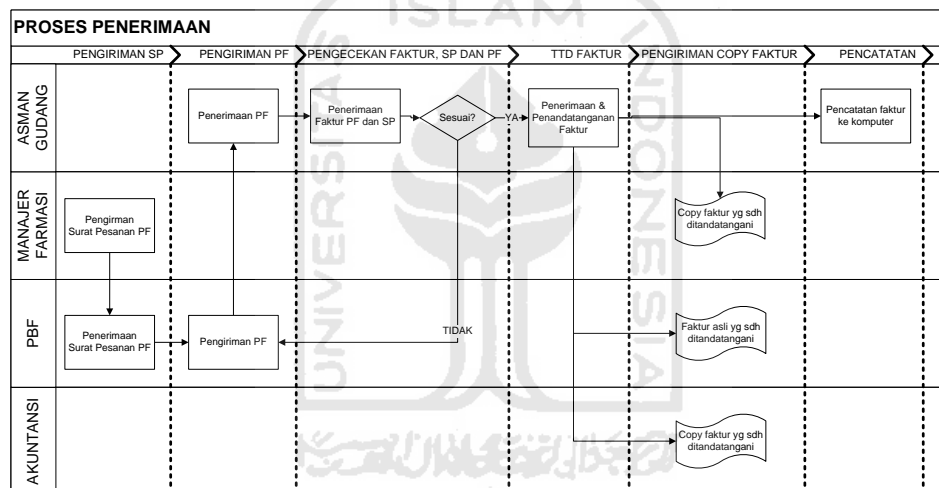 PROSES PENERIMAAN
PENGIRIMAN SP
PENGIRIMAN PF
PENGECEKAN FAKTUR, SP DAN PF
TTD FAKTUR
PENGIRIMAN COPY FAKTUR
PENCATATAN
ASMAN
GUDANG
Penerimaan PF
Penerimaan
Faktur PF dan SP
Sesuai?
YA
Penerimaan &
Penandatanganan
Faktur
Pencatatan faktur
ke komputer
MANAJER
FARMASI
Pengirman
Surat Pesanan PF
Copy faktur yg sdh
ditandatangani
PBF
Penerimaan
Surat Pesanan PF
Pengiriman PF
TIDAK
Faktur asli yg sdh
ditandatangani
AKUNTANSI
Copy faktur yg sdh
ditandatangani
ISLAM
UNIVERSITAS
INDONESIA